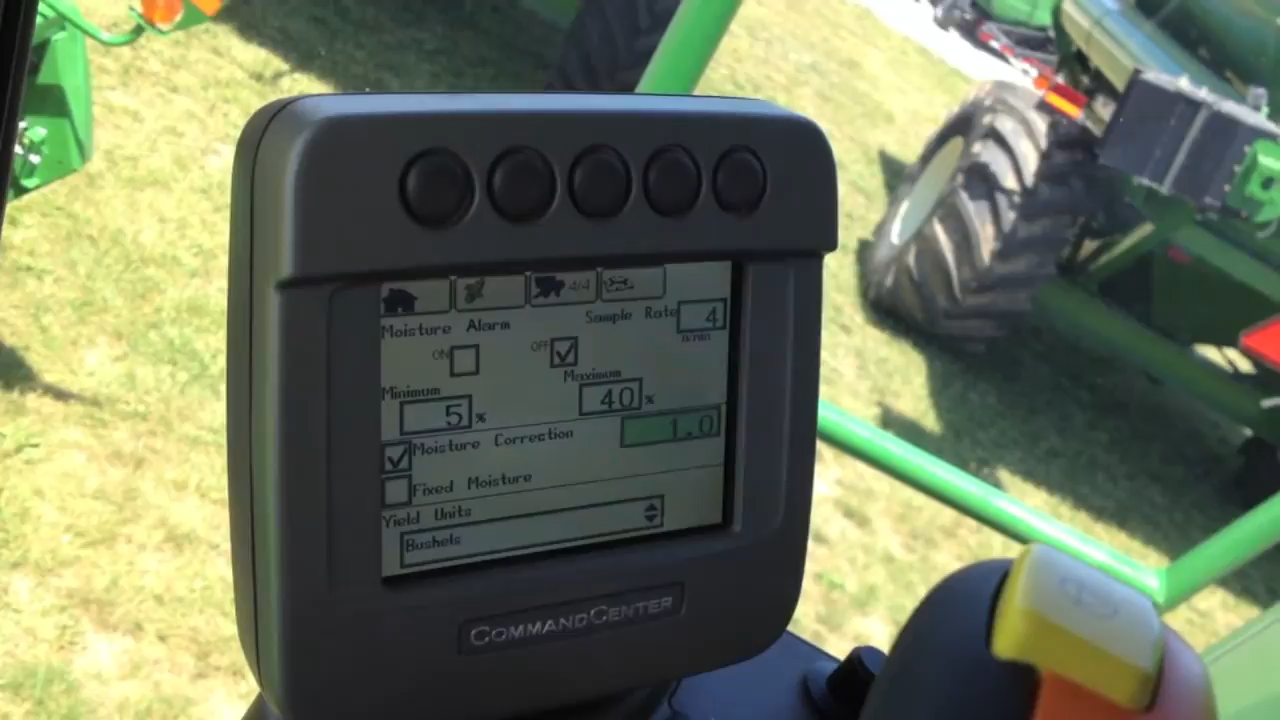 4/4
Moisture Alarm
Sample Rate 4
ON
OFF
Minimum
Maximum
5 %
40 %
Moisture Correction 1.0
Fixed Moisture
Yield Units
Bushels
COMMANDCENTER